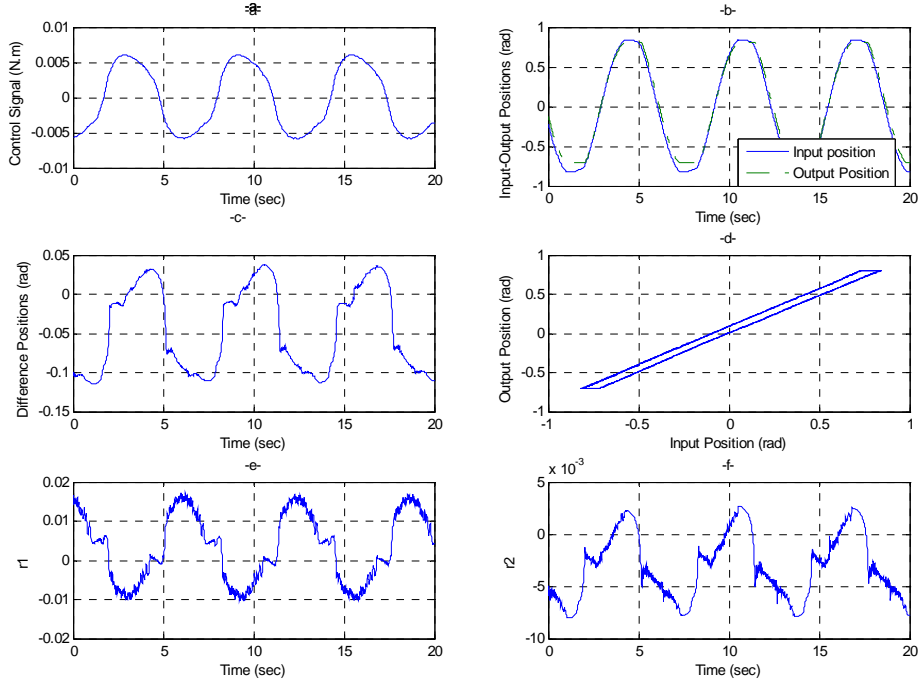 -a-
0.01
0.005
0
-0.005
-0.01
0 5 10 15 20
Control Signal (N.m)
Time (sec)
-b-
1
0.5
0
-0.5
-1
0 5 10 15 20
Input-Output Positions (rad)
Time (sec)
Input position
Output Position
-c-
0.05
0
-0.05
-0.1
-0.15
0 5 10 15 20
Difference Positions (rad)
Time (sec)
-d-
1
0.5
0
-0.5
-1
-1 -0.5 0 0.5 1
Output Position (rad)
Input Position (rad)
-e-
0.02
0.01
0
-0.01
-0.02
0 5 10 15 20
r1
Time (sec)
-f-
x 10^-3
5
0
-5
-10
0 5 10 15 20
r2
Time (sec)